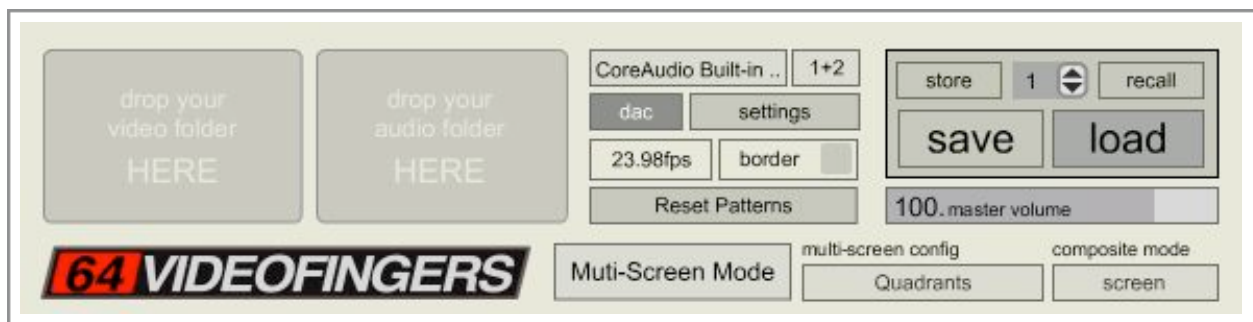 drop your
video folder
HERE
drop your
audio folder
HERE
CoreAudio Built-in ..
1+2
dac
settings
23.98fps
border
Reset Patterns
store
1
recall
save
load
100. master volume
64 VIDEOFINGERS
Muti-Screen Mode
multi-screen config
Quadrants
composite mode
screen